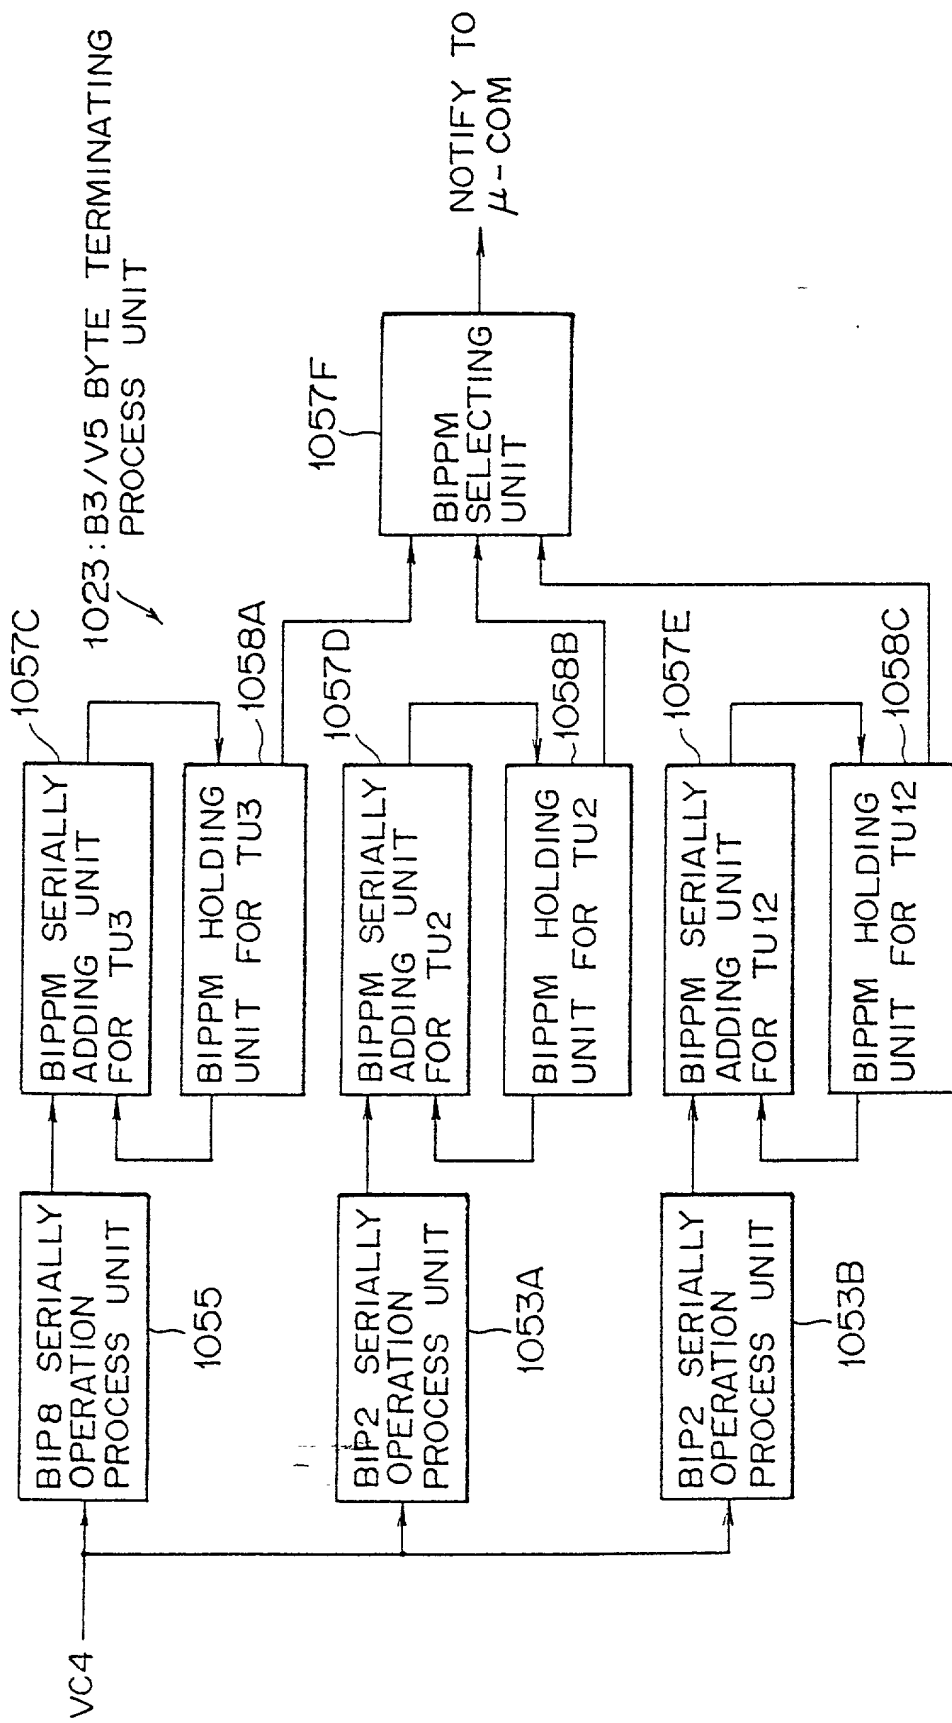 1023:B3/V5 BYTE TERMINATING
PROCESS UNIT
VC4
BIP8 SERIALLY
OPERATION
PROCESS UNIT
1055
BIPPM SERIALLY
ADDING UNIT
FOR TU3
1057C
BIPPM HOLDING
UNIT FOR TU3
1058A
BIP2 SERIALLY
OPERATION
PROCESS UNIT
1053A
BIPPM SERIALLY
ADDING UNIT
FOR TU2
1057D
BIPPM HOLDING
UNIT FOR TU2
1058B
BIP2 SERIALLY
OPERATION
PROCESS UNIT
1053B
BIPPM SERIALLY
ADDING UNIT
FOR TU12
1057E
BIPPM HOLDING
UNIT FOR TU12
1058C
1057F
BIPPM
SELECTING
UNIT
NOTIFY TO
μ-COM